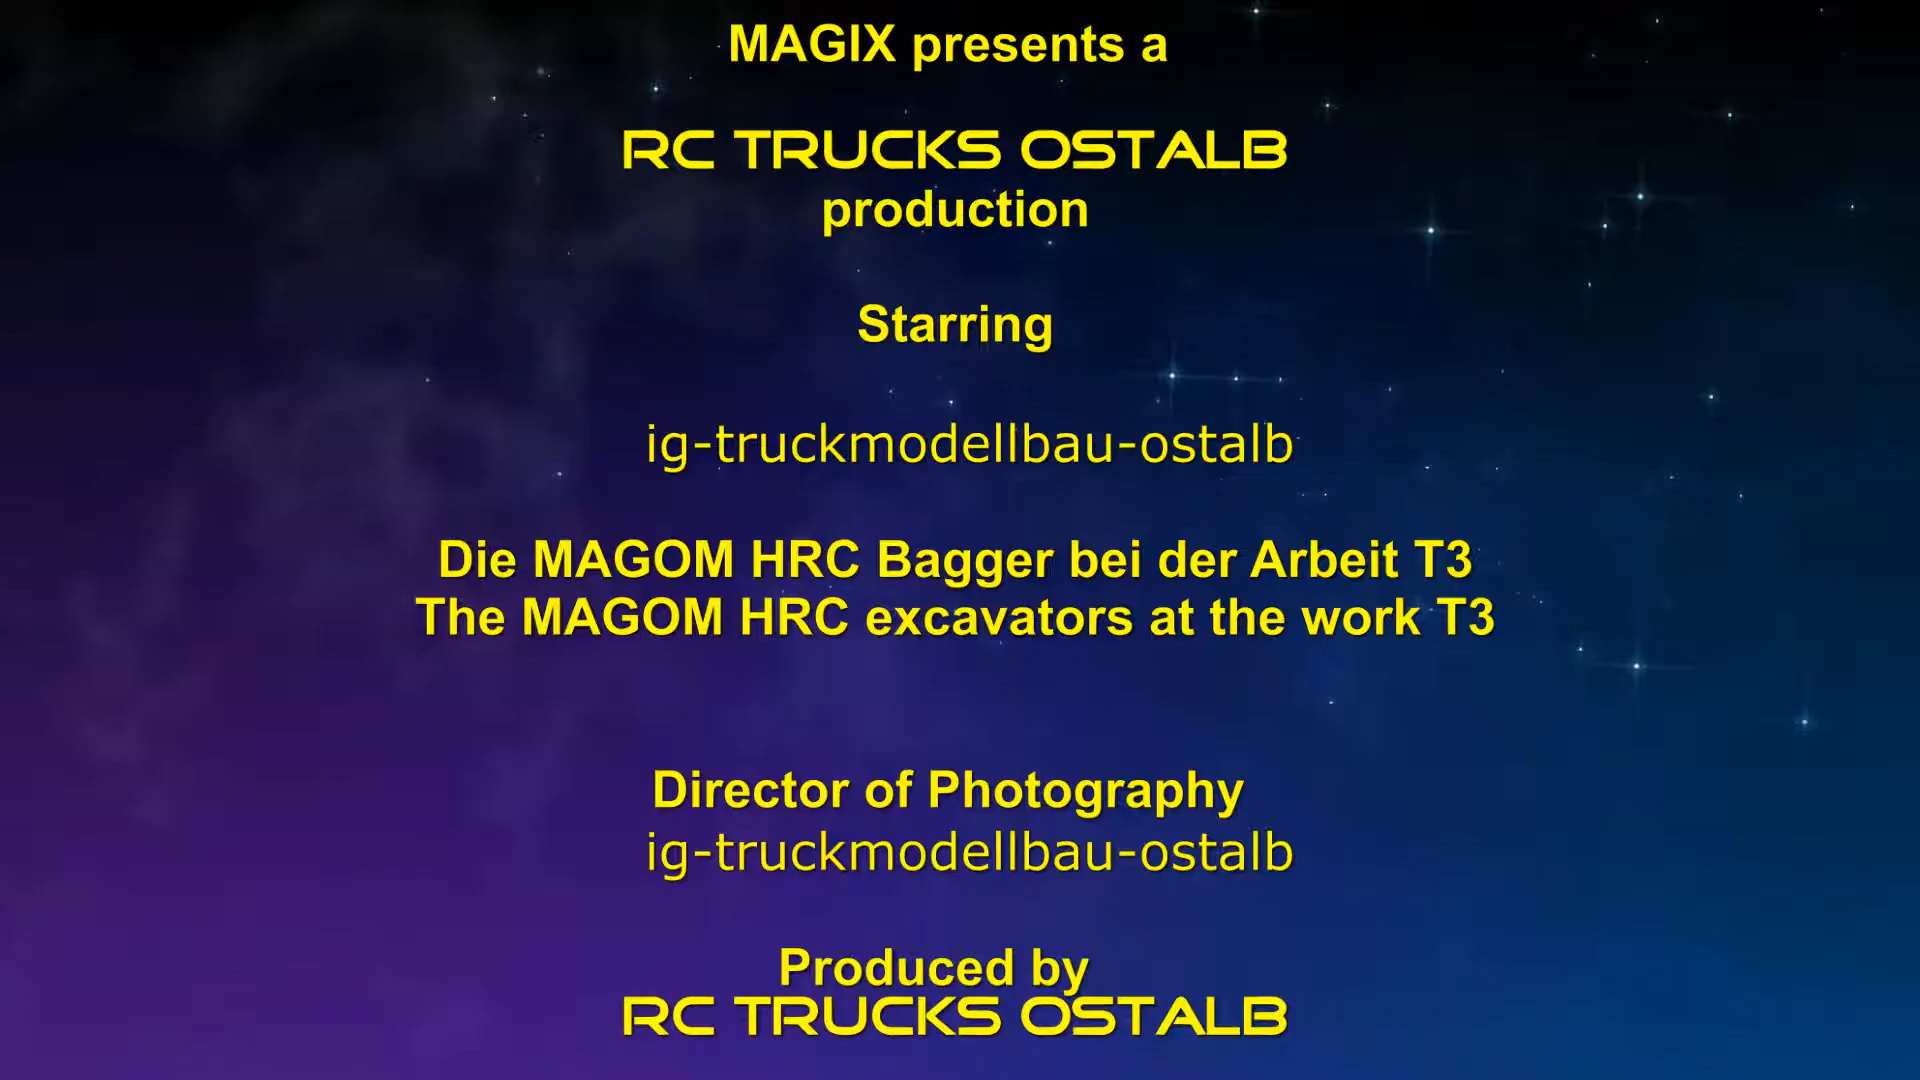 MAGIX presents a
RC TRUCKS OSTALB
production
Starring
ig-truckmodellbau-ostalb
Die MAGOM HRC Bagger bei der Arbeit T3
The MAGOM HRC excavators at the work T3
Director of Photography
ig-truckmodellbau-ostalb
Produced by
RC TRUCKS OSTALB